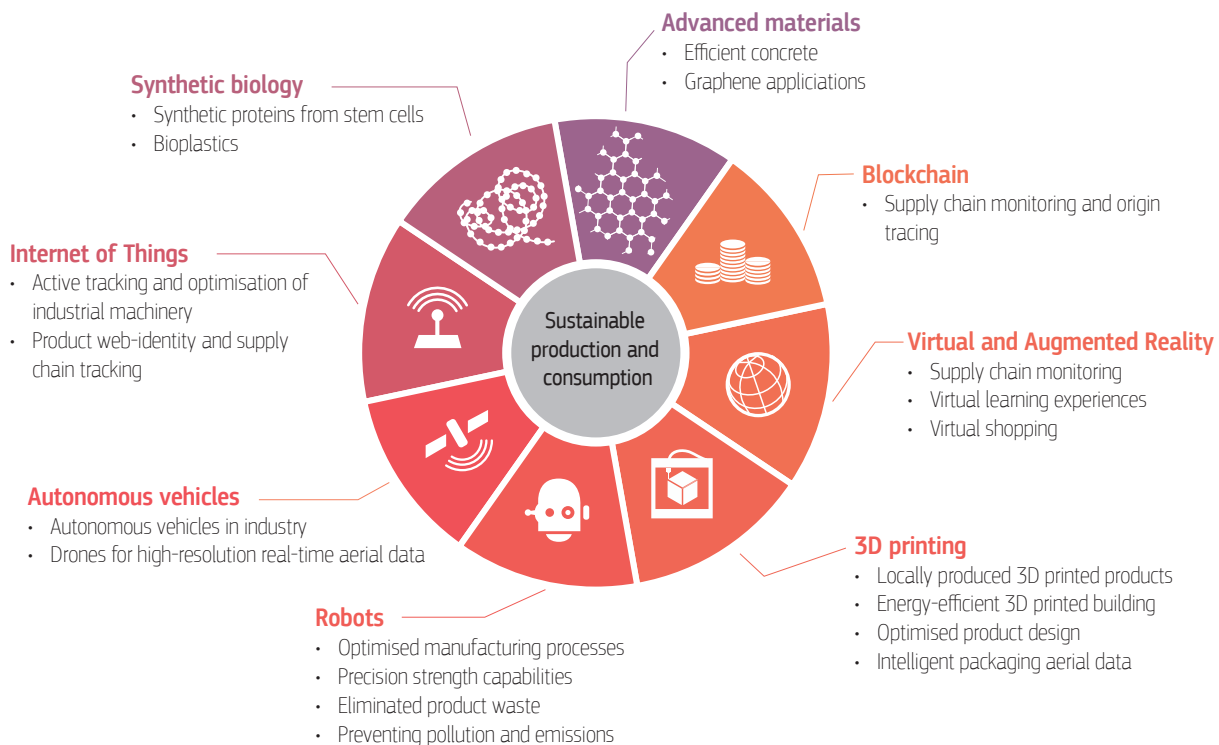 Advanced materials
• Efficient concrete
• Graphene appliciations
Synthetic biology
• Synthetic proteins from stem cells
• Bioplastics
Blockchain
• Supply chain monitoring and origin
tracing
Internet of Things
• Active tracking and optimisation of
industrial machinery
• Product web-identity and supply
chain tracking
Sustainable
production and
consumption
Virtual and Augmented Reality
• Supply chain monitoring
• Virtual learning experiences
• Virtual shopping
Autonomous vehicles
• Autonomous vehicles in industry
• Drones for high-resolution real-time aerial data
3D printing
• Locally produced 3D printed products
• Energy-efficient 3D printed building
• Optimised product design
• Intelligent packaging aerial data
Robots
• Optimised manufacturing processes
• Precision strength capabilities
• Eliminated product waste
• Preventing pollution and emissions